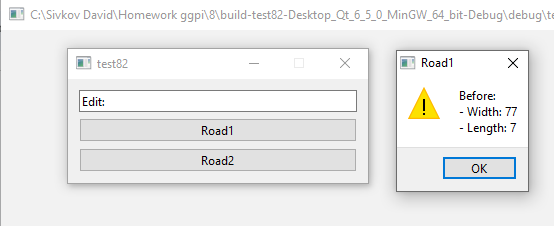 C:\Sivkov David\Homework ggpi\8\build-test82-Desktop_Qt_6_5_0_MinGW_64_bit-Debug\debug\te
test82
Edit:
Road1
Road2
Road1
Before:
- Width: 77
- Length: 7
OK